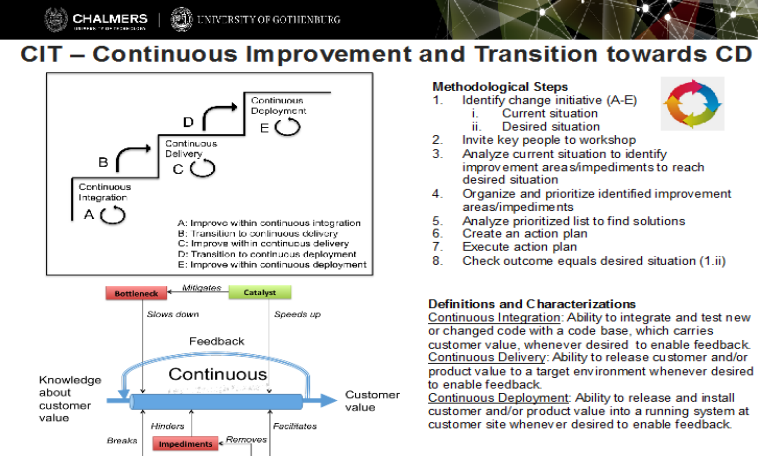 CHALMERS
UNIVERSITY OF TECHNOLOGY
UNIVERSITY OF GOTHENBURG
CIT – Continuous Improvement and Transition towards CD
Continuous
Deployment
E
D
Continuous
Delivery
C
B
Continuous
Integration
A
A: Improve within continuous integration
B: Transition to continuous delivery
C: Improve within continuous delivery
D: Transition to continuous deployment
E: Improve within continuous deployment
Methodological Steps
1. Identify change initiative (A-E)
i. Current situation
ii. Desired situation
2. Invite key people to workshop
3. Analyze current situation to identify
improvement areas/impediments to reach
desired situation
4. Organize and prioritize identified improvement
areas/impediments
5. Analyze prioritized list to find solutions
6. Create an action plan
7. Execute action plan
8. Check outcome equals desired situation (1.ii)
Bottleneck
Mitigates
Catalyst
Slows down
Speeds up
Feedback
Continuous
Knowledge
about
customer
value
Customer
value
Hinders
Facilitates
Breaks
Impediments
Removes
Definitions and Characterizations
Continuous Integration: Ability to integrate and test new
or changed code with a code base, which carries
customer value, whenever desired to enable feedback.
Continuous Delivery: Ability to release customer and/or
product value to a target environment whenever desired
to enable feedback.
Continuous Deployment: Ability to release and install
customer and/or product value into a running system at
customer site whenever desired to enable feedback.